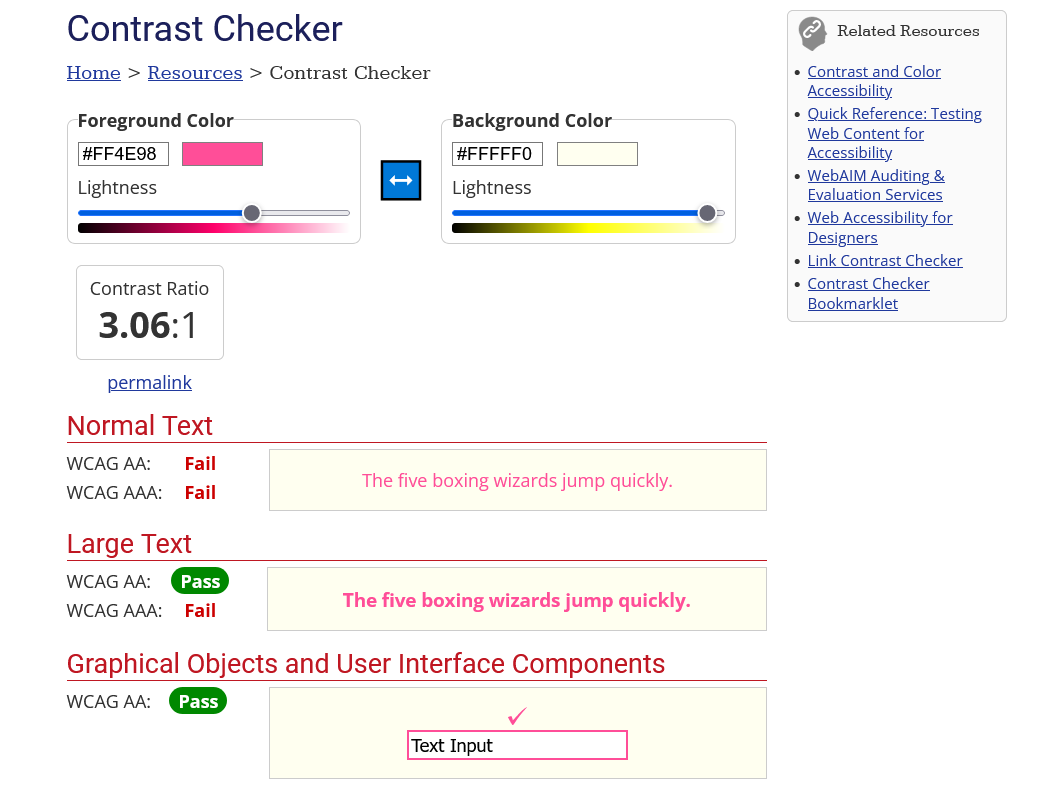 Contrast Checker
Home > Resources > Contrast Checker
Foreground Color
#FF4E98
Lightness
Background Color
#FFFFF0
Lightness
Contrast Ratio
3.06:1
permalink
Normal Text
WCAG AA: Fail
WCAG AAA: Fail
The five boxing wizards jump quickly.
Large Text
WCAG AA: Pass
WCAG AAA: Fail
The five boxing wizards jump quickly.
Graphical Objects and User Interface Components
WCAG AA: Pass
✓
Text Input
Related Resources
• Contrast and Color
Accessibility
• Quick Reference: Testing
Web Content for
Accessibility
• WebAIM Auditing &
Evaluation Services
• Web Accessibility for
Designers
• Link Contrast Checker
• Contrast Checker
Bookmarklet